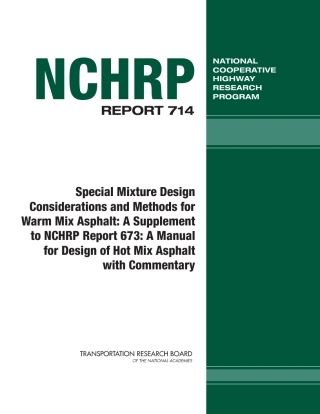 NCHRP
REPORT 714
NATIONAL
COOPERATIVE
HIGHWAY
RESEARCH
PROGRAM
Special Mixture Design
Considerations and Methods for
Warm Mix Asphalt: A Supplement
to NCHRP Report 673: A Manual
for Design of Hot Mix Asphalt
with Commentary
TRANSPORTATION RESEARCH BOARD
OF THE NATIONAL ACADEMIES